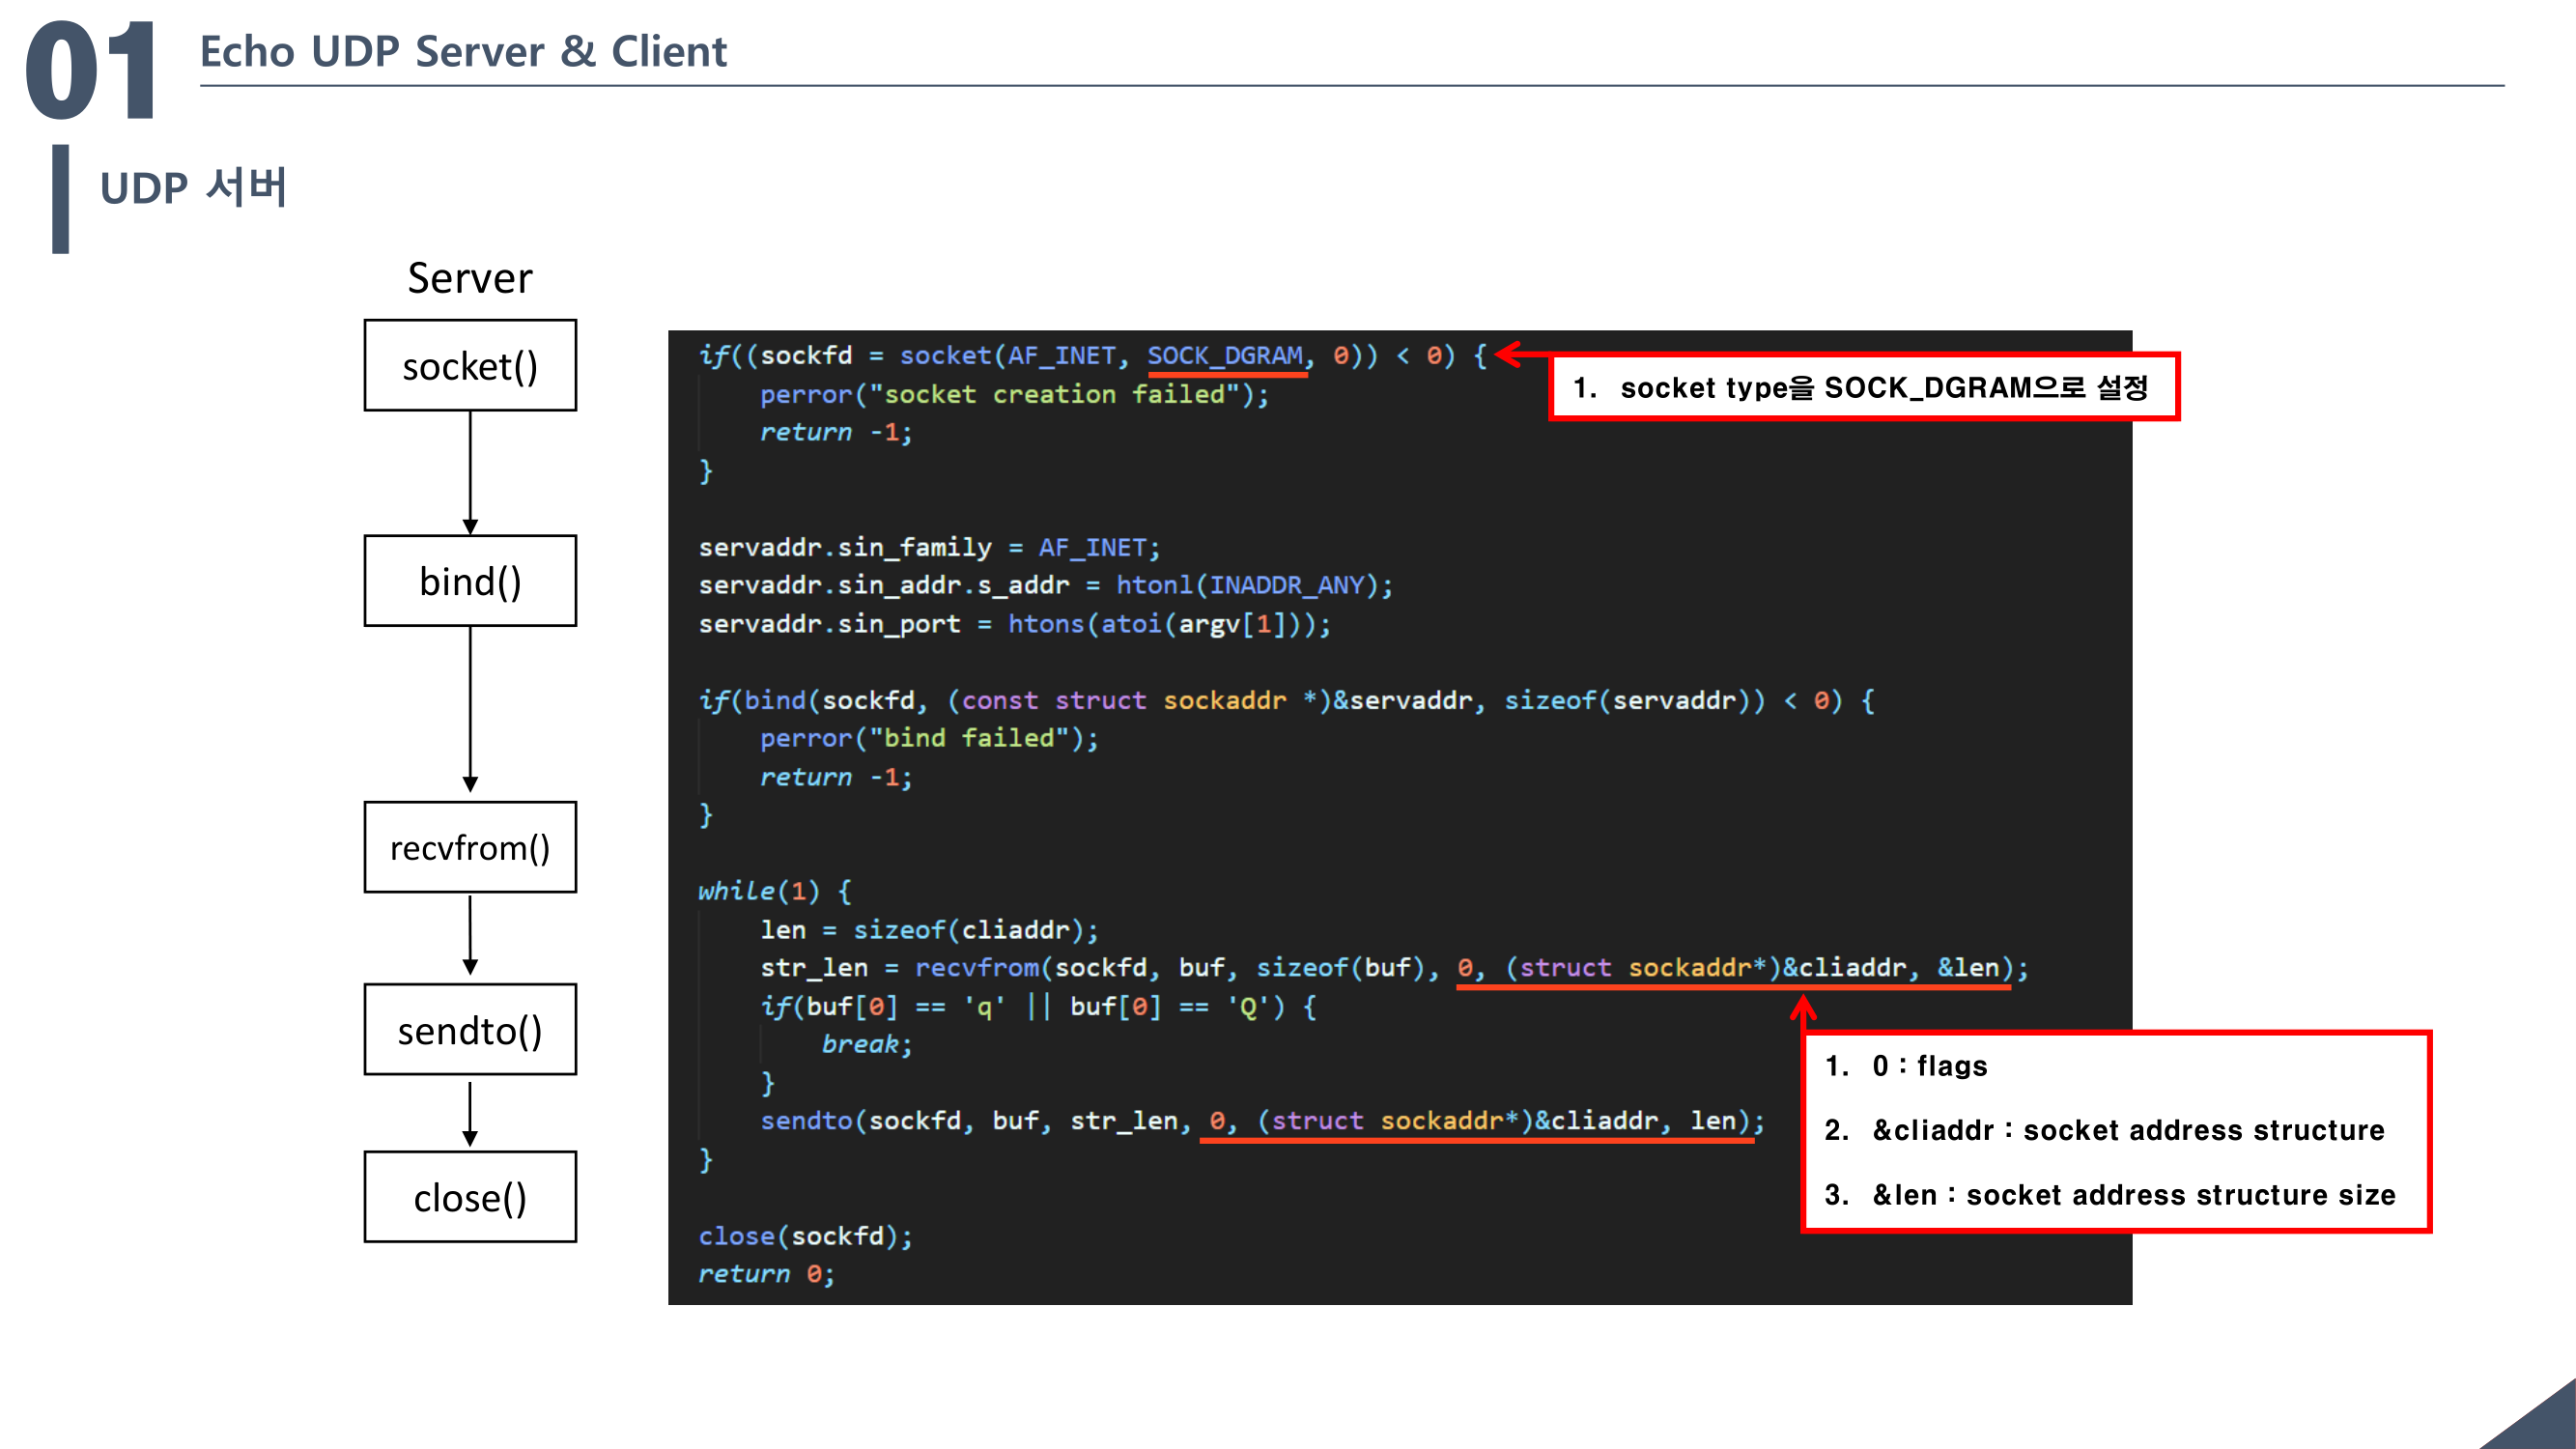 01
Echo UDP Server & Client
UDP 서버
Server
socket()
bind()
recvfrom()
sendto()
close()
if((sockfd = socket(AF_INET, SOCK_DGRAM, 0)) < 0) {
    perror("socket creation failed");
    return -1;
}
servaddr.sin_family = AF_INET;
servaddr.sin_addr.s_addr = htonl(INADDR_ANY);
servaddr.sin_port = htons(atoi(argv[1]));
if(bind(sockfd, (const struct sockaddr *)&servaddr, sizeof(servaddr)) < 0) {
    perror("bind failed");
    return -1;
}
while(1) {
    len = sizeof(cliaddr);
    str_len = recvfrom(sockfd, buf, sizeof(buf), 0, (struct sockaddr*)&cliaddr, &len);
    if(buf[0] == 'q' || buf[0] == 'Q') {
        break;
    }
    sendto(sockfd, buf, str_len, 0, (struct sockaddr*)&cliaddr, len);
}
close(sockfd);
return 0;
1. socket type을 SOCK_DGRAM으로 설정
1. 0 : flags
2. &cliaddr : socket address structure
3. &len : socket address structure size